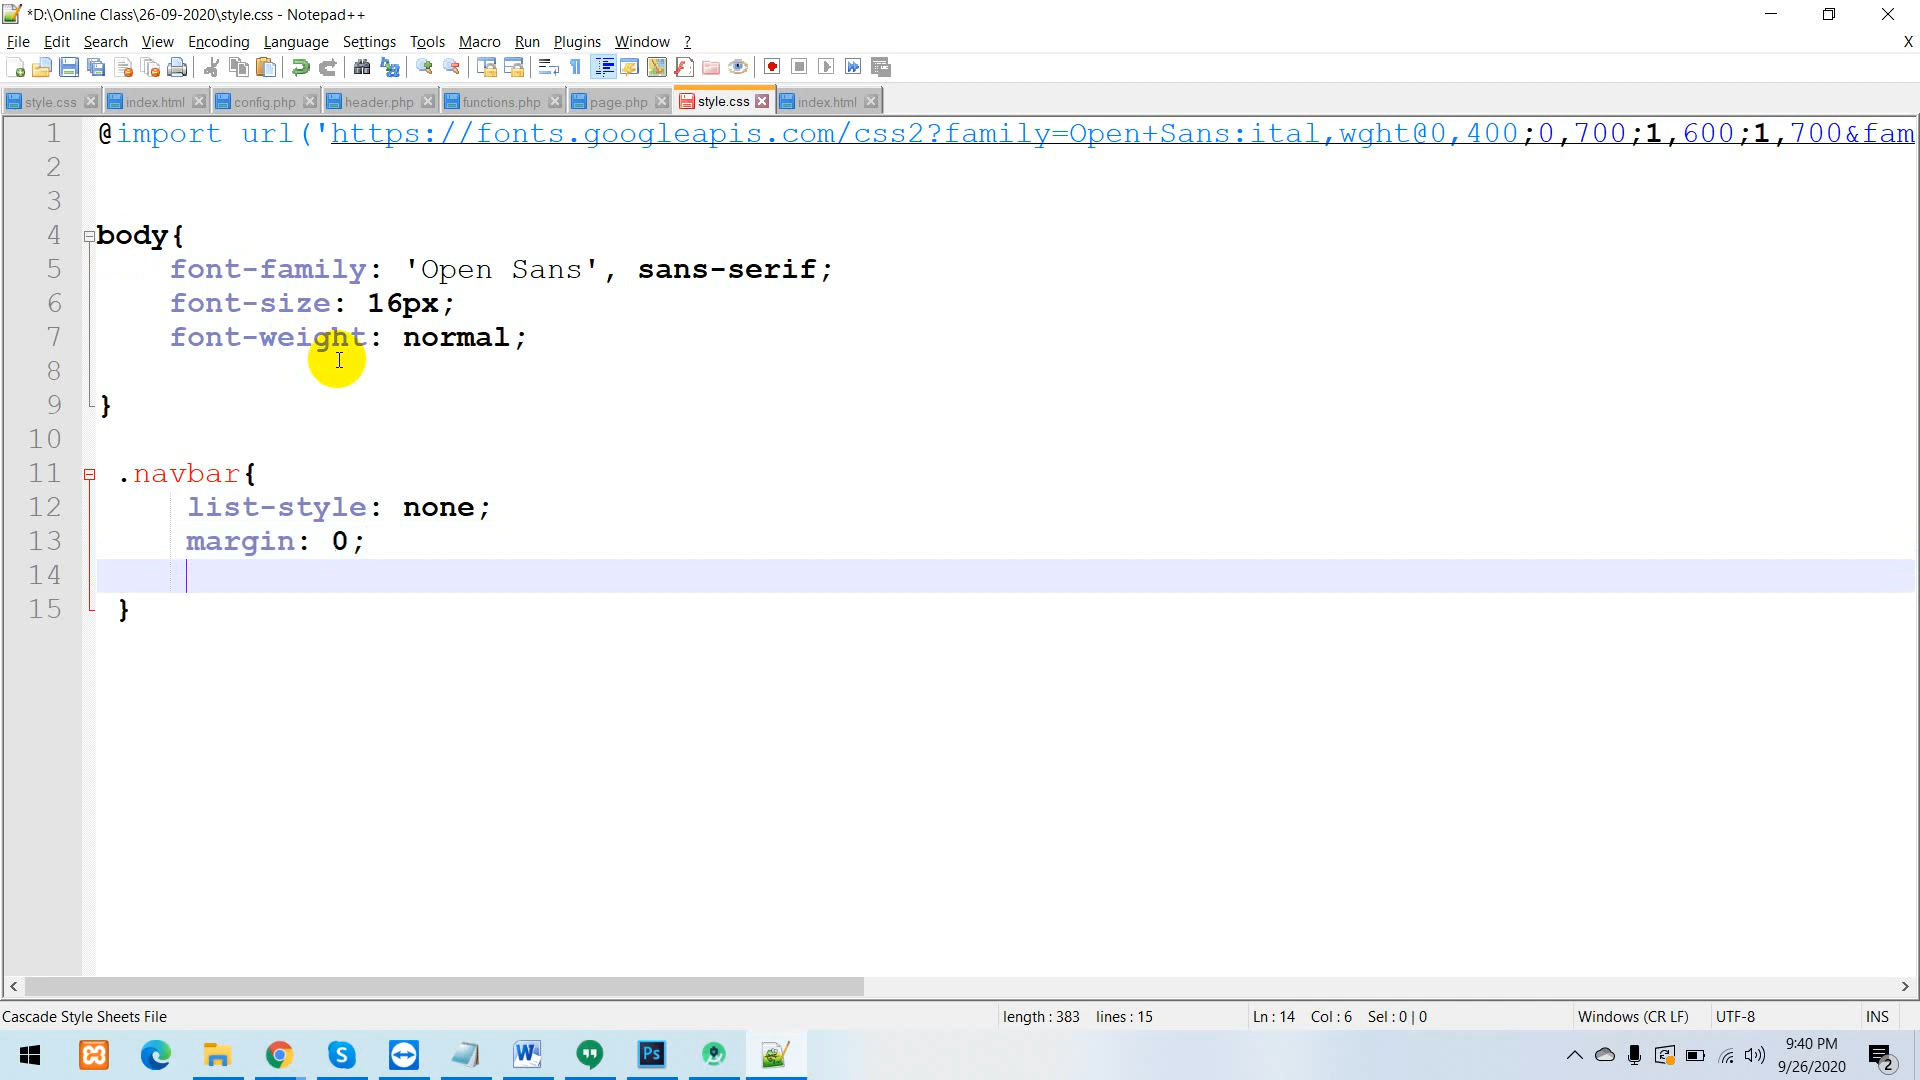 *D:\Online Class\26-09-2020\style.css - Notepad++
File Edit Search View Encoding Language Settings Tools Macro Run Plugins Window ? X
style.css index.html config.php header.php functions.php page.php style.css index.html
1 @import url('https://fonts.googleapis.com/css2?family=Open+Sans:ital,wght@0,400;0,700;1,600;1,700&fam
2
3
4 body{
5 font-family: 'Open Sans', sans-serif;
6 font-size: 16px;
7 font-weight: normal;
8
9 }
10
11 .navbar{
12 list-style: none;
13 margin: 0;
14
15 }
Cascade Style Sheets File length : 383 lines : 15 Ln : 14 Col : 6 Sel : 0 | 0 Windows (CR LF) UTF-8 INS
W Ps 9:40 PM
9/26/2020 2